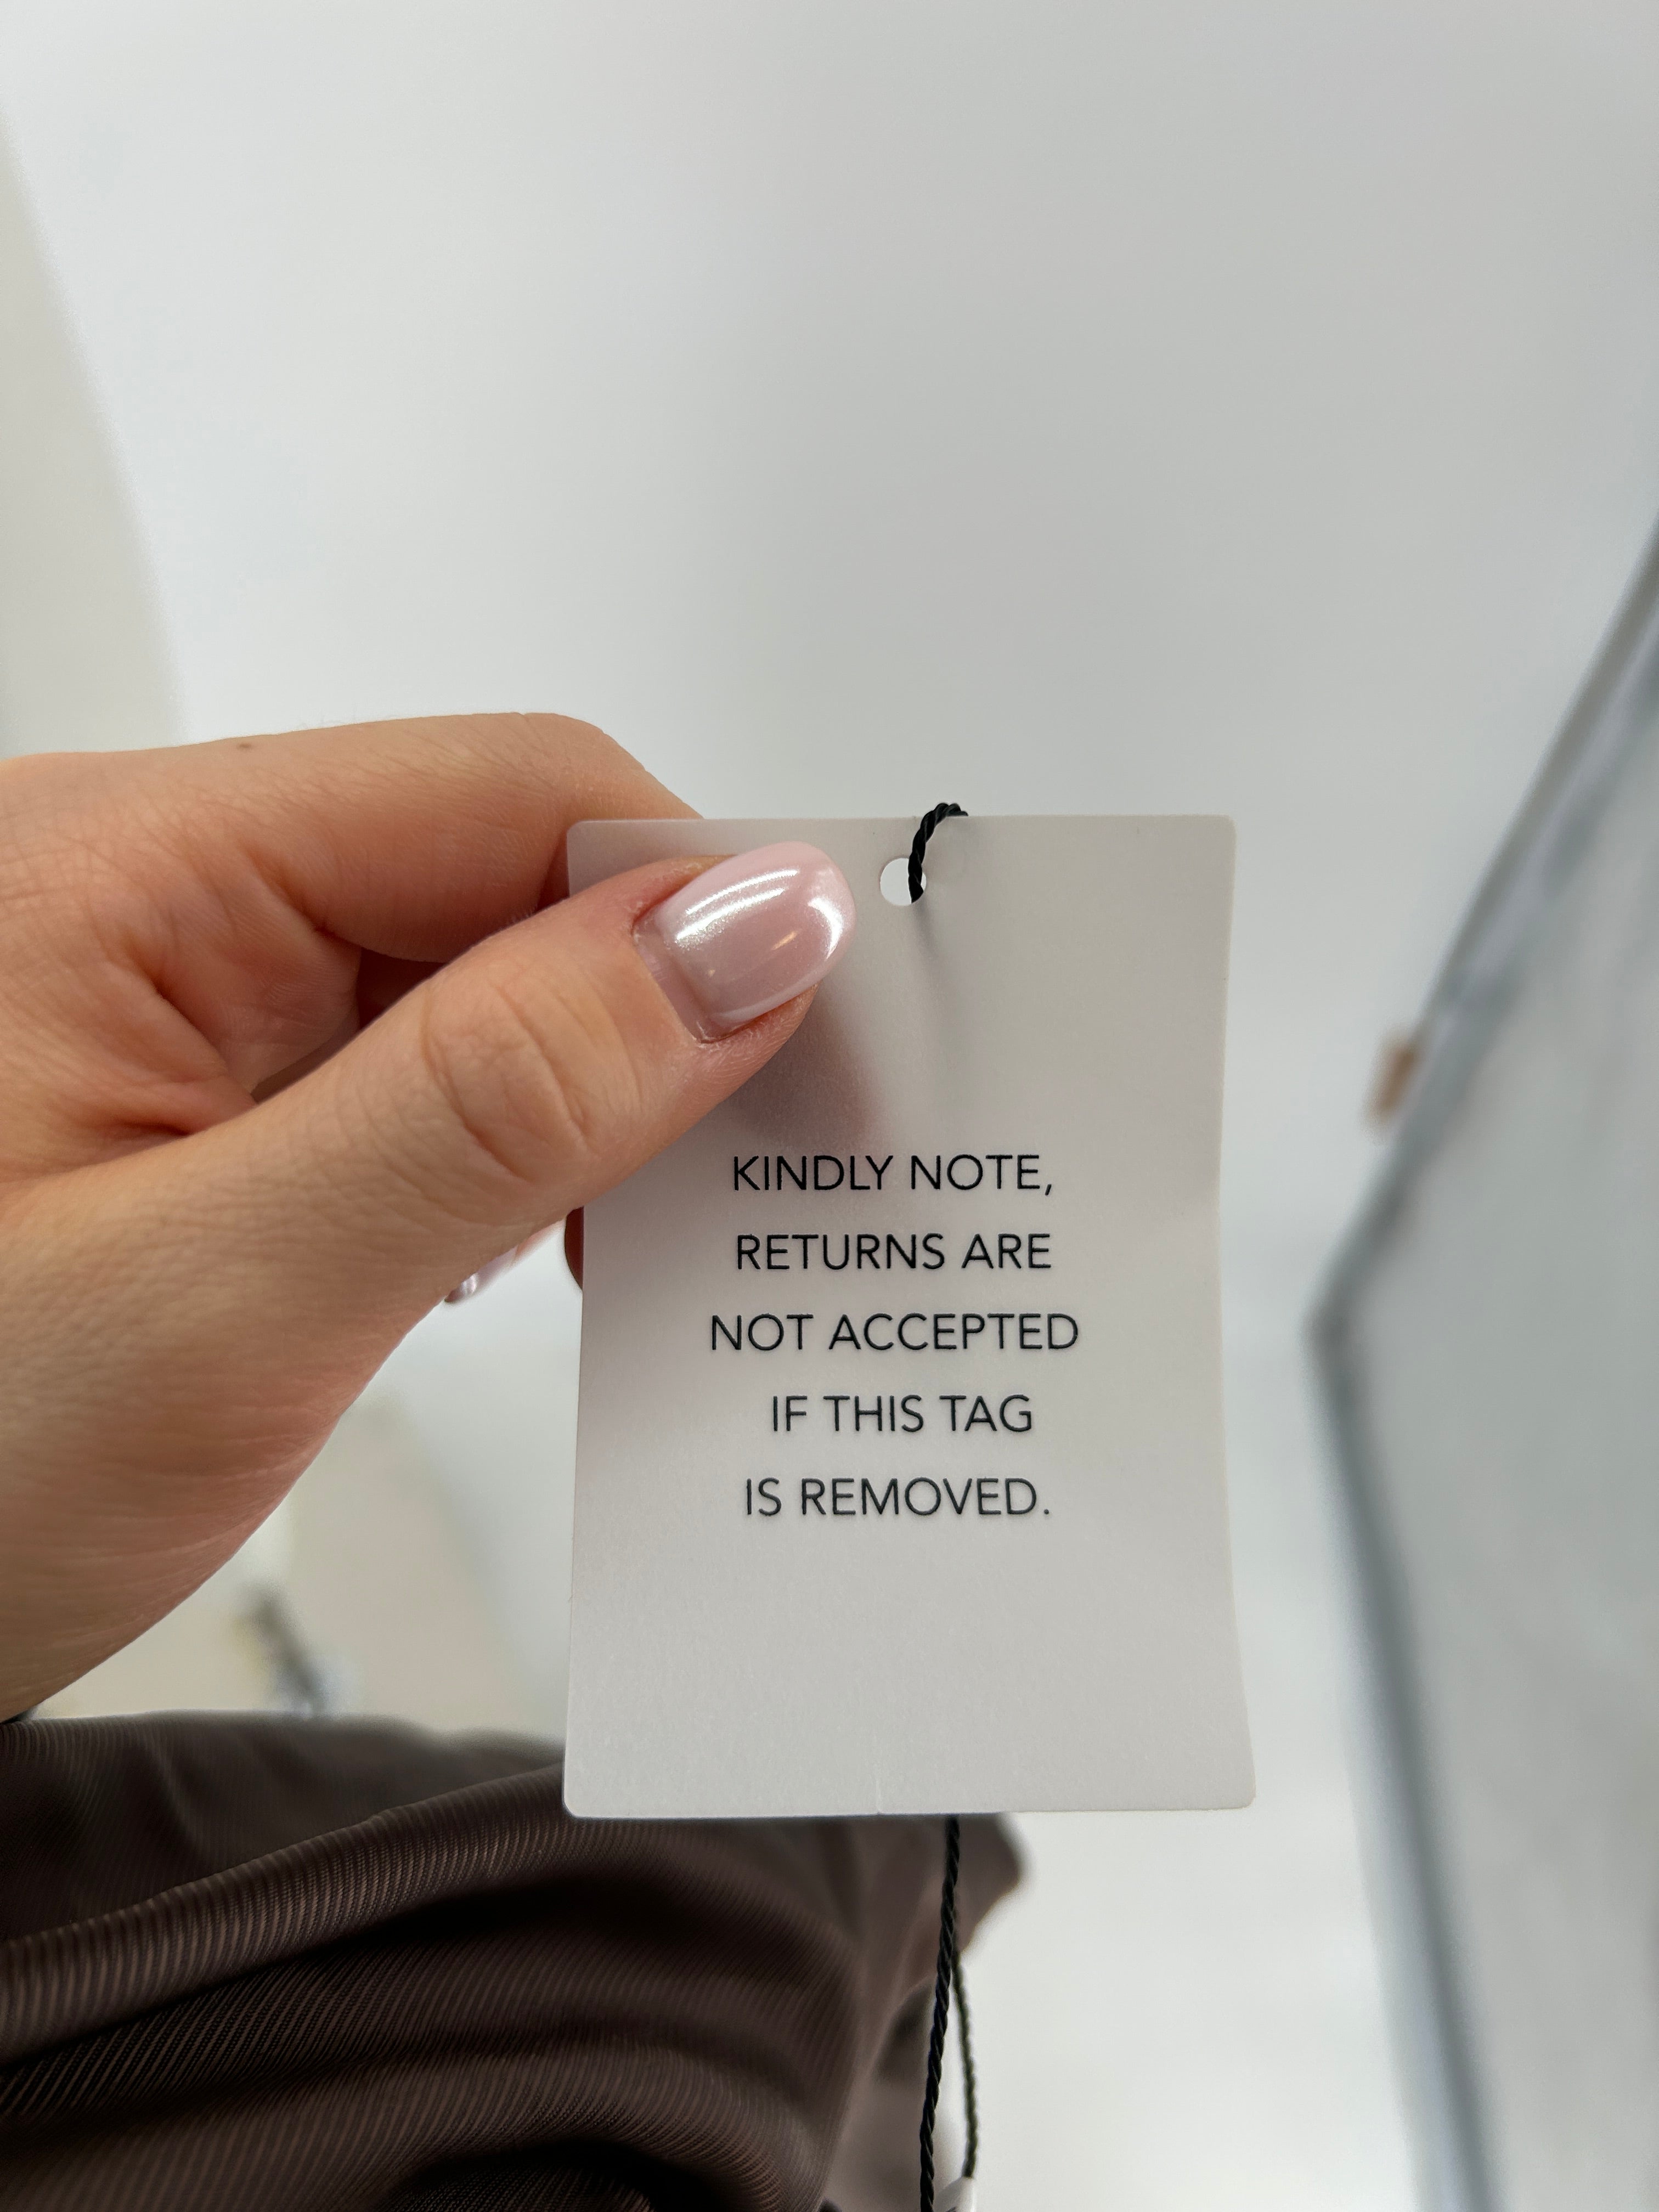 KINDLY NOTE,
RETURNS ARE
NOT ACCEPTED
IF THIS TAG
IS REMOVED.